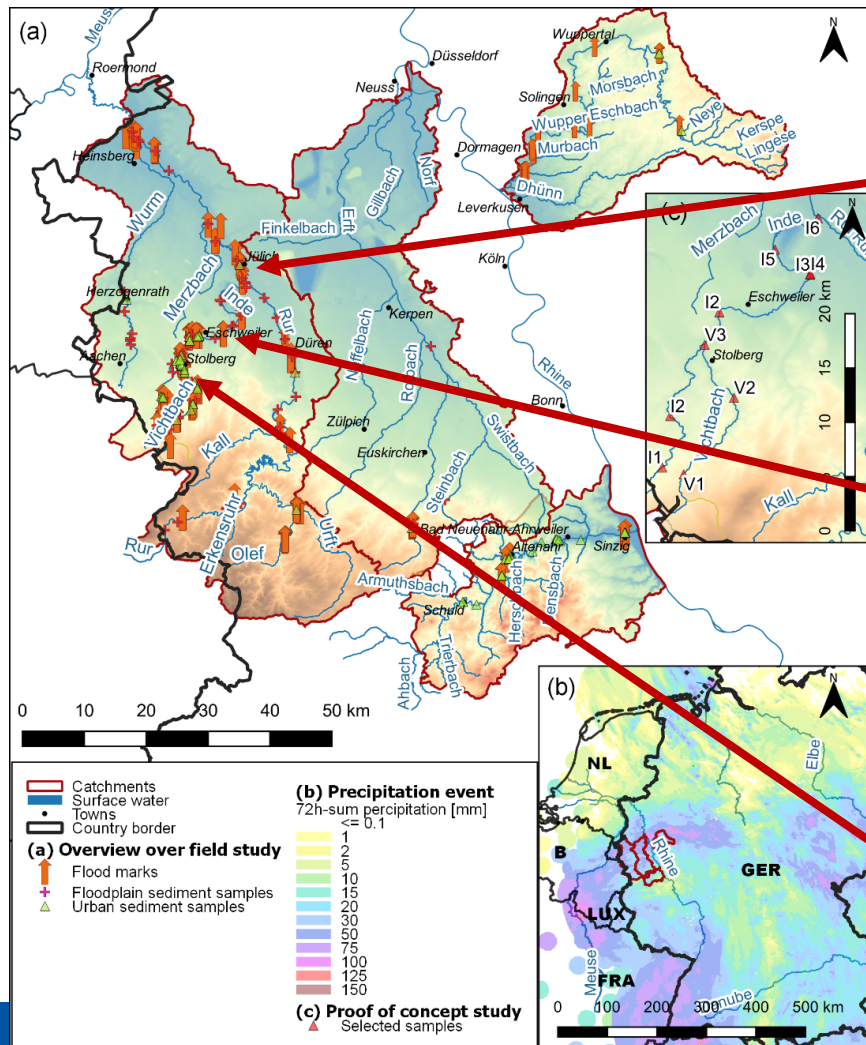 (a)
Meuse
Roermond
Düsseldorf
Neuss
Wuppertal
N
Solingen
Morsbach
Wupper
Eschbach
Neye
Murbach
Kerspe
Lingese
Dhünn
Dormagen
Leverkusen
Heinsberg
Wurm
Finkelbach
Erft
Gillbach
Norf
Köln
Jülich
Merzbach
Inde
Rur
Herzogenrath
Eschweiler
Kerpen
Düren
Aachen
Stolberg
Neffelbach
Rotbach
Rhine
Vichtbach
Zülpich
Bonn
Kall
Euskirchen
Swistbach
Steinbach
Erkensruhr
Urft
Bad Neuenahr-Ahrweiler
Rur
Olef
Altenahr
Sinzig
Armuthsbach
Herschbach
Schuld
Trierbach
Ahbach
0 10 20 30 40 50 km
(c)
N
Merzbach
Inde
I6
I5
I3I4
Eschweiler
I2
V3
Stolberg
V2
I2
Vichtbach
I1
V1
Kall
0 10 20 km
Catchments
Surface water
Towns
Country border
(a) Overview over field study
Flood marks
Floodplain sediment samples
Urban sediment samples
(b) Precipitation event
72h-sum percipitation [mm]
<= 0.1
1
2
5
10
15
20
30
50
75
100
125
150
(c) Proof of concept study
Selected samples
(b)
N
NL
Elbe
B
Rhine
GER
LUX
Meuse
FRA
Danube
0 100 200 300 400 500 km